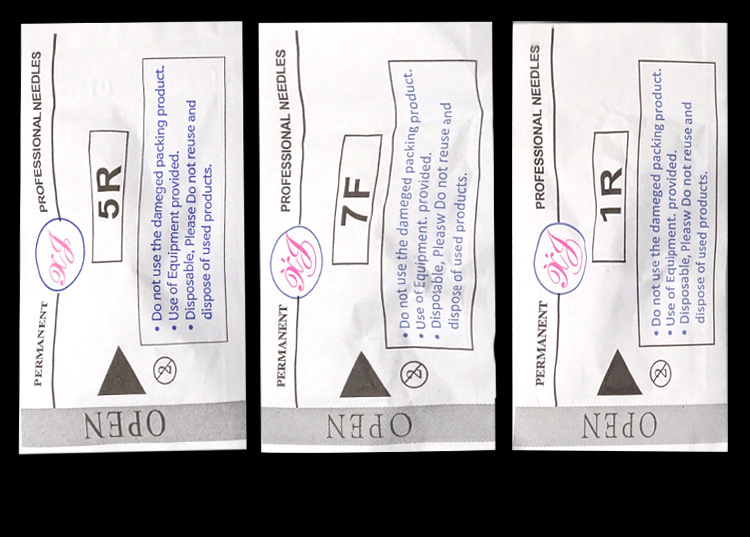 PERMANENT
PROFESSIONAL NEEDLES
5R
• Do not use the dameged packing product.
• Use of Equipment provided.
• Disposable, Please Do not reuse and
dispose of used products.
2
OPEN
PERMANENT
PROFESSIONAL NEEDLES
7F
• Do not use the dameged packing product.
• Use of Equipment. provided.
• Disposable, Pleasw Do not reuse and
dispose of used products.
2
OPEN
PERMANENT
PROFESSIONAL NEEDLES
1R
• Do not use the dameged packing product.
• Use of Equipment. provided.
• Disposable, Pleasw Do not reuse and
dispose of used products.
2
OPEN